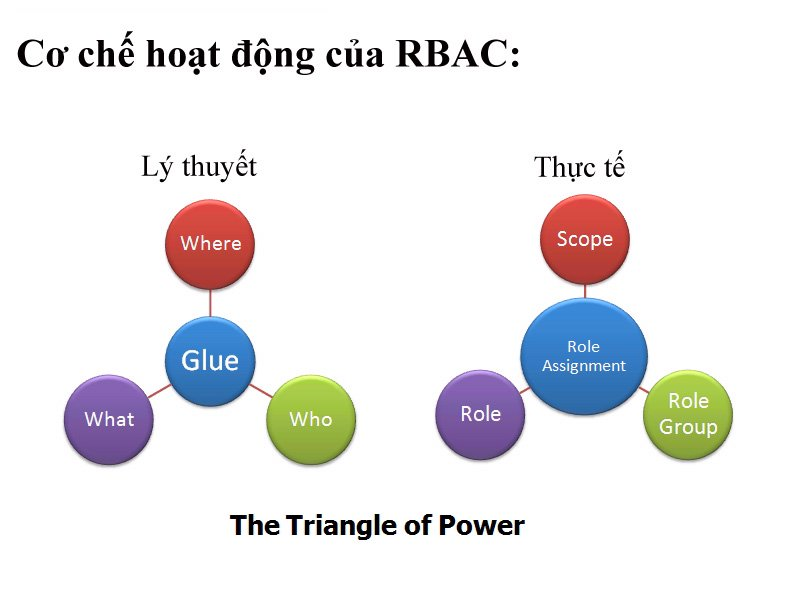 Cơ chế hoạt động của RBAC:
Lý thuyết
Where
Glue
What
Who
Thực tế
Scope
Role
Assignment
Role
Role
Group
The Triangle of Power